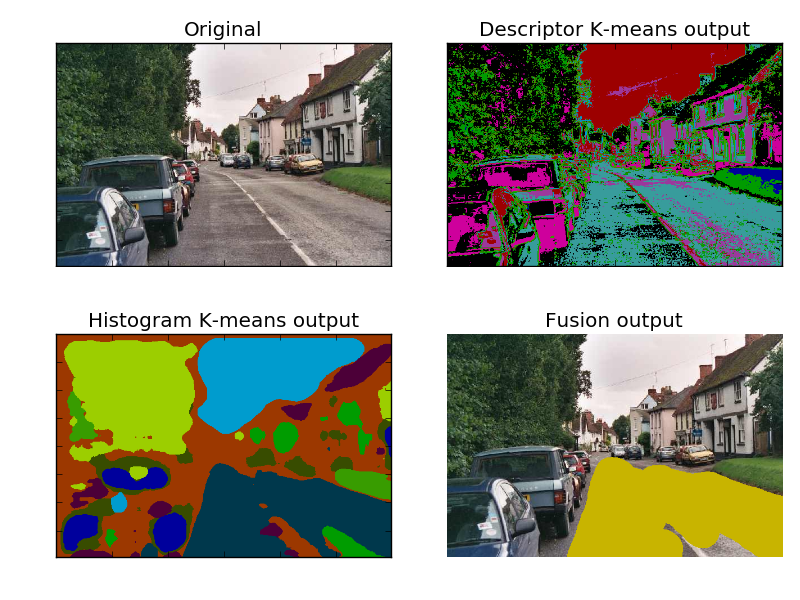 Original
Descriptor K-means output
Histogram K-means output
Fusion output